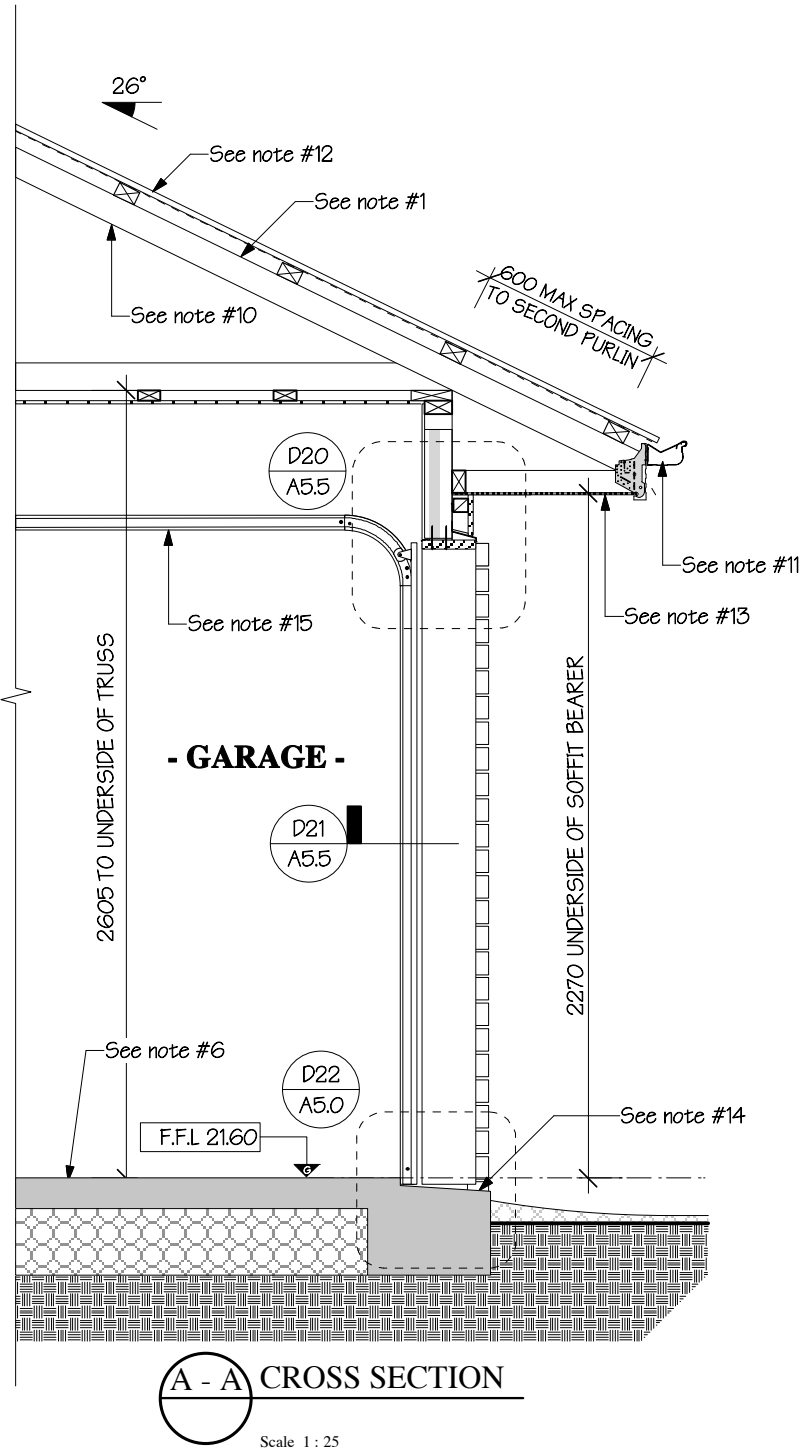 26°
See note #12
See note #1
600 MAX SPACING
TO SECOND PURLIN
See note #10
D20
A5.5
See note #11
See note #13
See note #15
2605 TO UNDERSIDE OF TRUSS
2270 UNDERSIDE OF SOFFIT BEARER
- GARAGE -
D21
A5.5
See note #6
D22
A5.0
See note #14
F.F.L 21.60
G
A - A CROSS SECTION
Scale 1 : 25